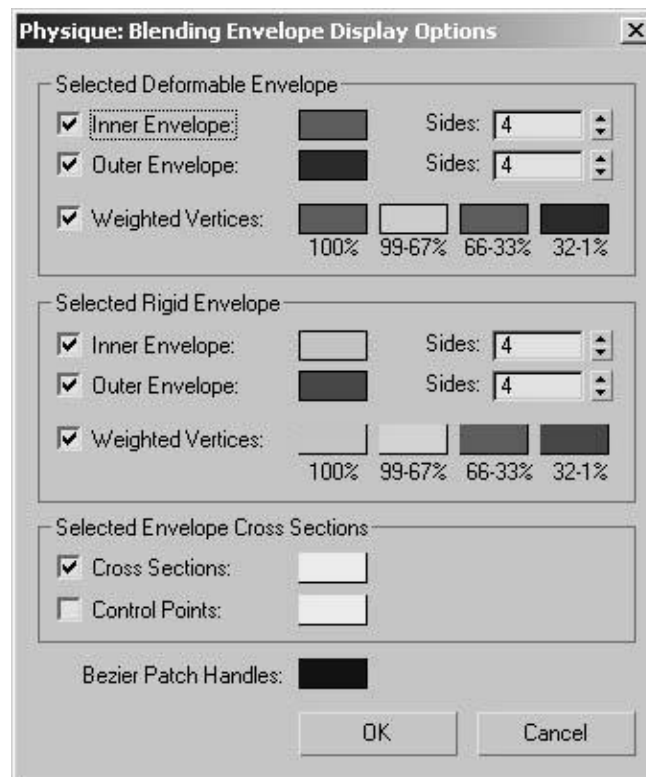 Physique: Blending Envelope Display Options
Selected Deformable Envelope
Inner Envelope: Sides: 4
Outer Envelope: Sides: 4
Weighted Vertices:
100% 99-67% 66-33% 32-1%
Selected Rigid Envelope
Inner Envelope: Sides: 4
Outer Envelope: Sides: 4
Weighted Vertices:
100% 99-67% 66-33% 32-1%
Selected Envelope Cross Sections
Cross Sections:
Control Points:
Bezier Patch Handles:
OK Cancel